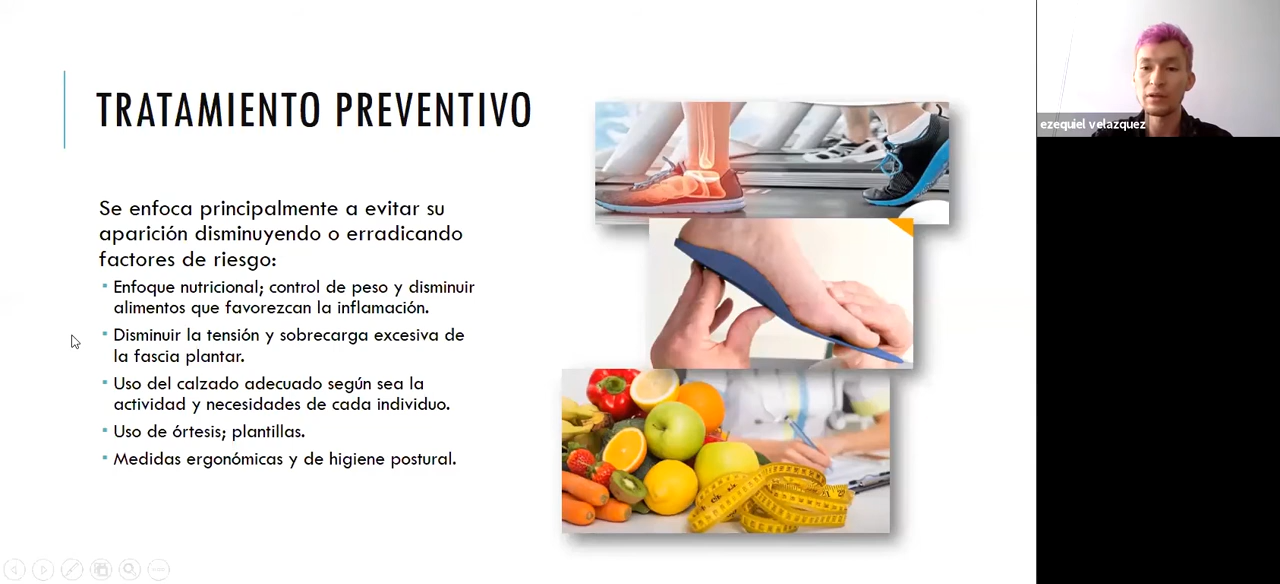 TRATAMIENTO PREVENTIVO
Se enfoca principalmente a evitar su
aparición disminuyendo o erradicando
factores de riesgo:
▪ Enfoque nutricional; control de peso y disminuir
alimentos que favorezcan la inflamación.
▪ Disminuir la tensión y sobrecarga excesiva de
la fascia plantar.
▪ Uso del calzado adecuado según sea la
actividad y necesidades de cada individuo.
▪ Uso de órtesis; plantillas.
▪ Medidas ergonómicas y de higiene postural.
ezequiel velazquez